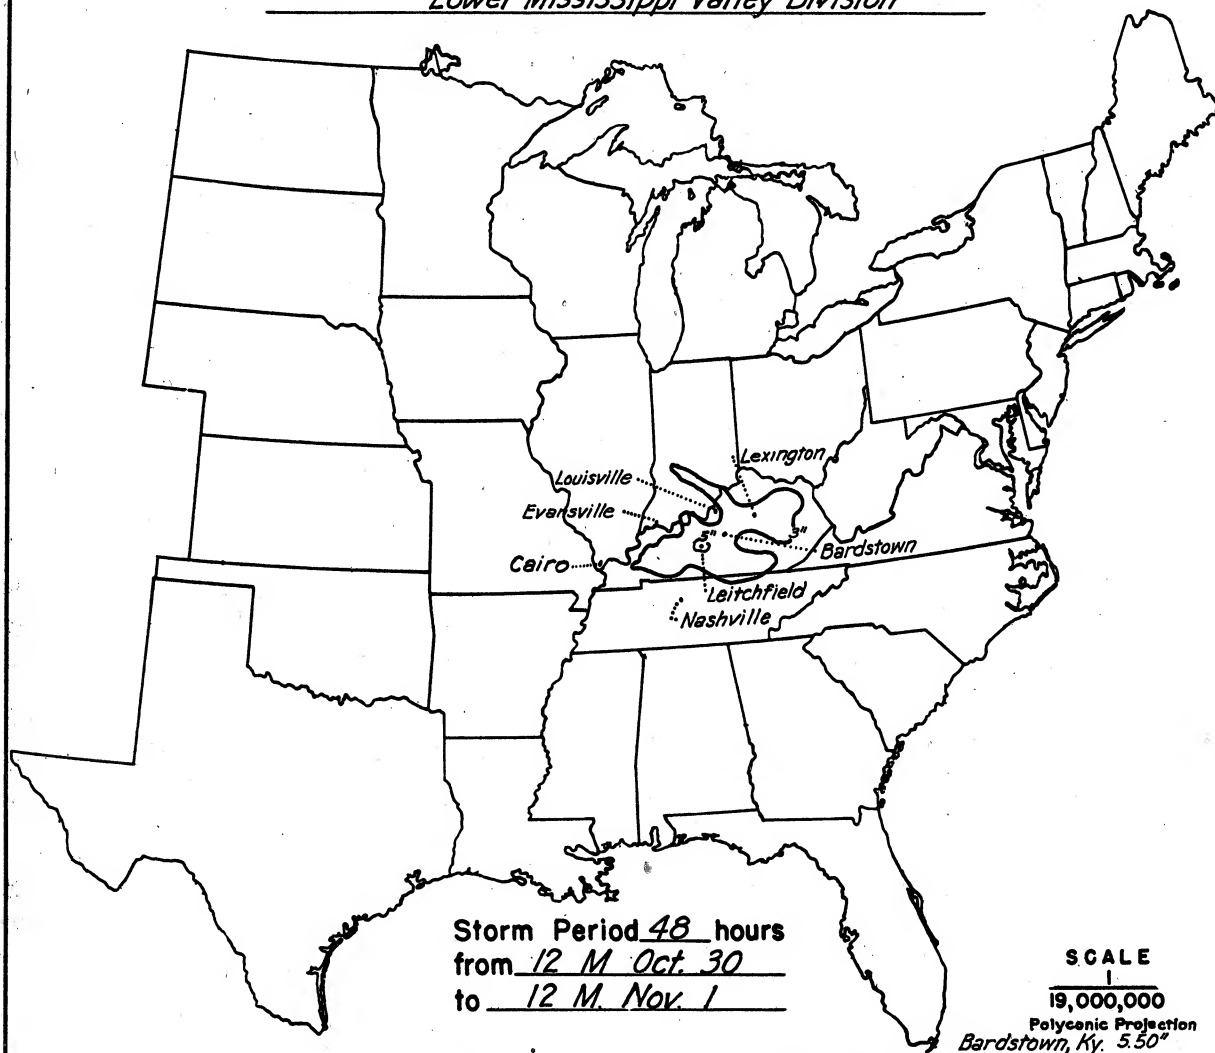 Lower Mississippi Valley Division
Lexington
Louisville
Evansville
5"
3"
Bardstown
Cairo
Leitchfield
Nashville
Storm Period 48 hours
from 12 M Oct. 30
to 12 M. Nov. 1
SCALE
1
19,000,000
Polyconic Projection
Bardstown, Ky. 5.50"